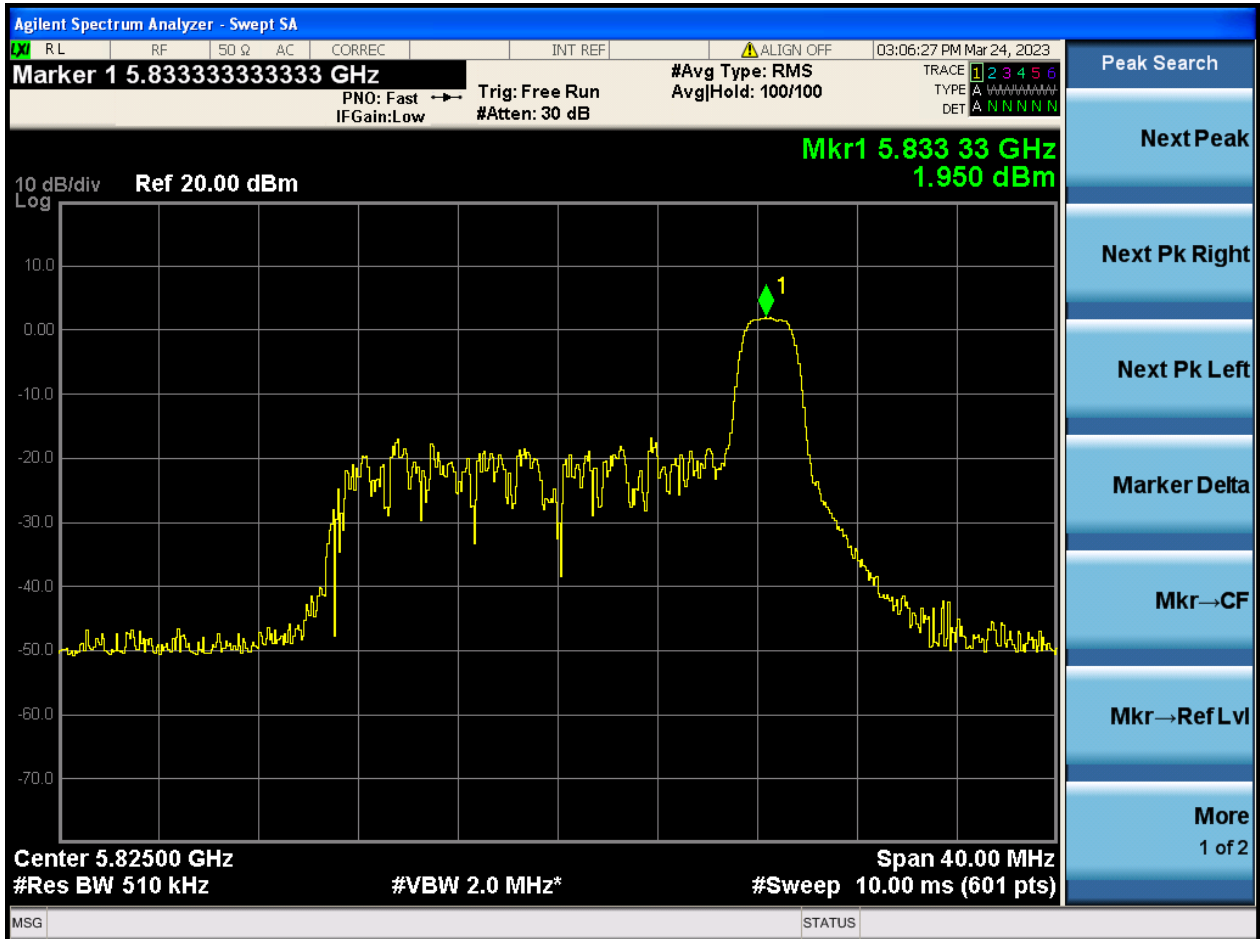 Agilent Spectrum Analyzer - Swept SA
LXI RL RF 50 Ω AC CORREC INT REF ALIGN OFF 03:06:27 PM Mar 24, 2023
Marker 1 5.833333333333 GHz
PNO: Fast
IFGain:Low
Trig: Free Run
#Atten: 30 dB
#Avg Type: RMS
Avg|Hold: 100/100
TRACE 1 2 3 4 5 6
TYPE A WWWWWW
DET A N N N N N
Mkr1 5.833 33 GHz
1.950 dBm
10 dB/div Ref 20.00 dBm
Log
10.0
0.00
-10.0
-20.0
-30.0
-40.0
-50.0
-60.0
-70.0
1
Center 5.82500 GHz Span 40.00 MHz
#Res BW 510 kHz #VBW 2.0 MHz* #Sweep 10.00 ms (601 pts)
MSG STATUS
Peak Search
Next Peak
Next Pk Right
Next Pk Left
Marker Delta
Mkr→CF
Mkr→Ref Lvl
More
1 of 2